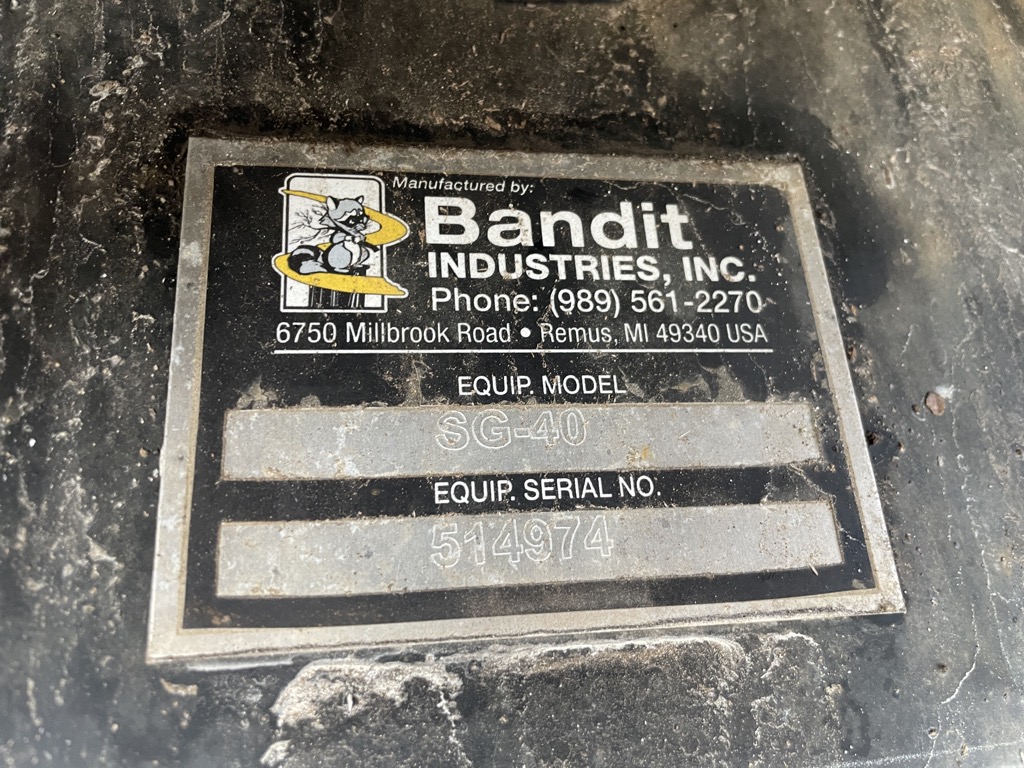 Manufactured by:
Bandit
INDUSTRIES, INC.
Phone: (989) 561-2270
6750 Millbrook Road • Remus, MI 49340 USA
EQUIP. MODEL
SG-40
EQUIP. SERIAL NO.
514974